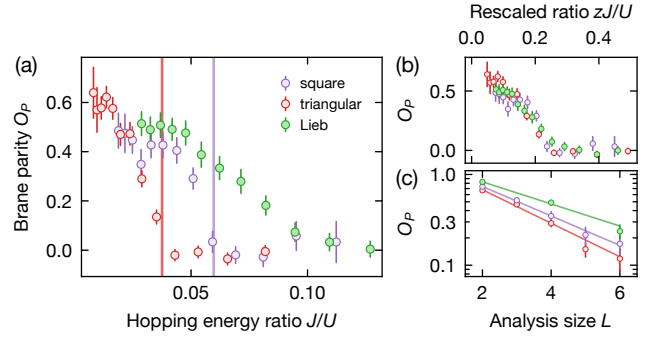 (a)
Brane parity O_P
0.6
0.4
0.2
0.0
0.05
0.10
Hopping energy ratio J/U
square
triangular
Lieb
Rescaled ratio zJ/U
0.0
0.2
0.4
(b)
O_P
0.5
0.0
(c)
O_P
1.0
0.3
0.1
2
4
6
Analysis size L